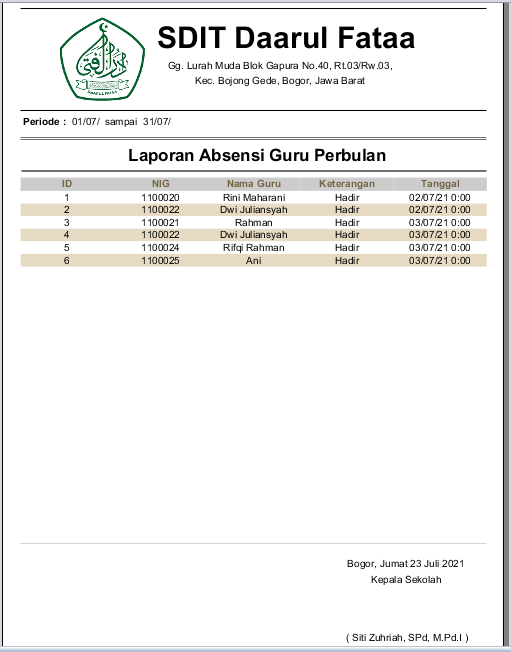 SDIT Daarul Fataa
Gg. Lurah Muda Blok Gapura No.40, Rt.03/Rw.03,
Kec. Bojong Gede, Bogor, Jawa Barat
Periode : 01/07/ sampai 31/07/
Laporan Absensi Guru Perbulan
ID NIG Nama Guru Keterangan Tanggal
1 1100020 Rini Maharani Hadir 02/07/21 0:00
2 1100022 Dwi Juliansyah Hadir 02/07/21 0:00
3 1100021 Rahman Hadir 03/07/21 0:00
4 1100022 Dwi Juliansyah Hadir 03/07/21 0:00
5 1100024 Rifqi Rahman Hadir 03/07/21 0:00
6 1100025 Ani Hadir 03/07/21 0:00
Bogor, Jumat 23 Juli 2021
Kepala Sekolah
( Siti Zuhriah, SPd, M.Pd.I )